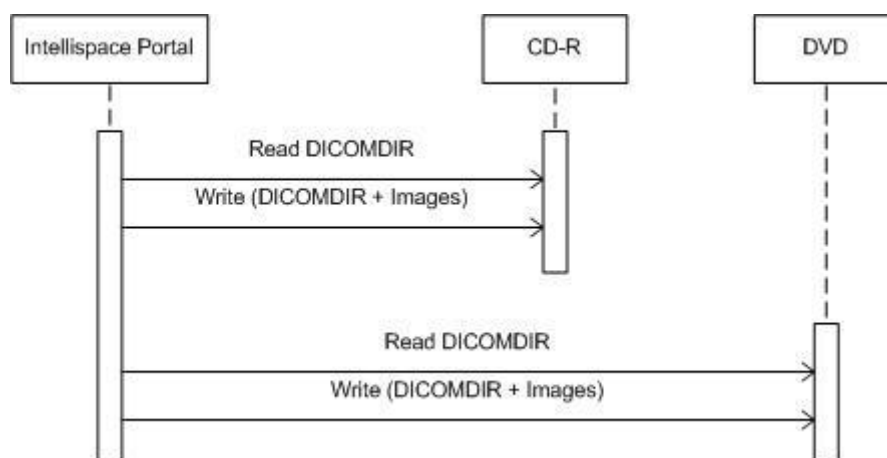 Intellispace Portal
CD-R
DVD
Read DICOMDIR
Write (DICOMDIR + Images)
Read DICOMDIR
Write (DICOMDIR + Images)